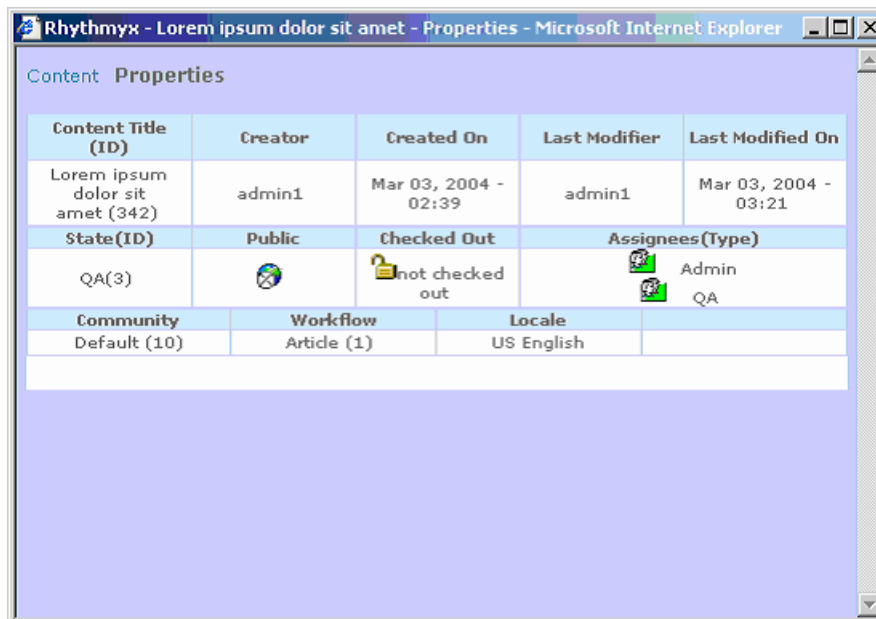 Rhythmyx - Lorem ipsum dolor sit amet - Properties - Microsoft Internet Explorer
Content Properties
Content Title (ID) Creator Created On Last Modifier Last Modified On
Lorem ipsum dolor sit amet (342) admin1 Mar 03, 2004 - 02:39 admin1 Mar 03, 2004 - 03:21
State(ID) Public Checked Out Assignees(Type)
QA(3) not checked out Admin
QA
Community Workflow Locale
Default (10) Article (1) US English